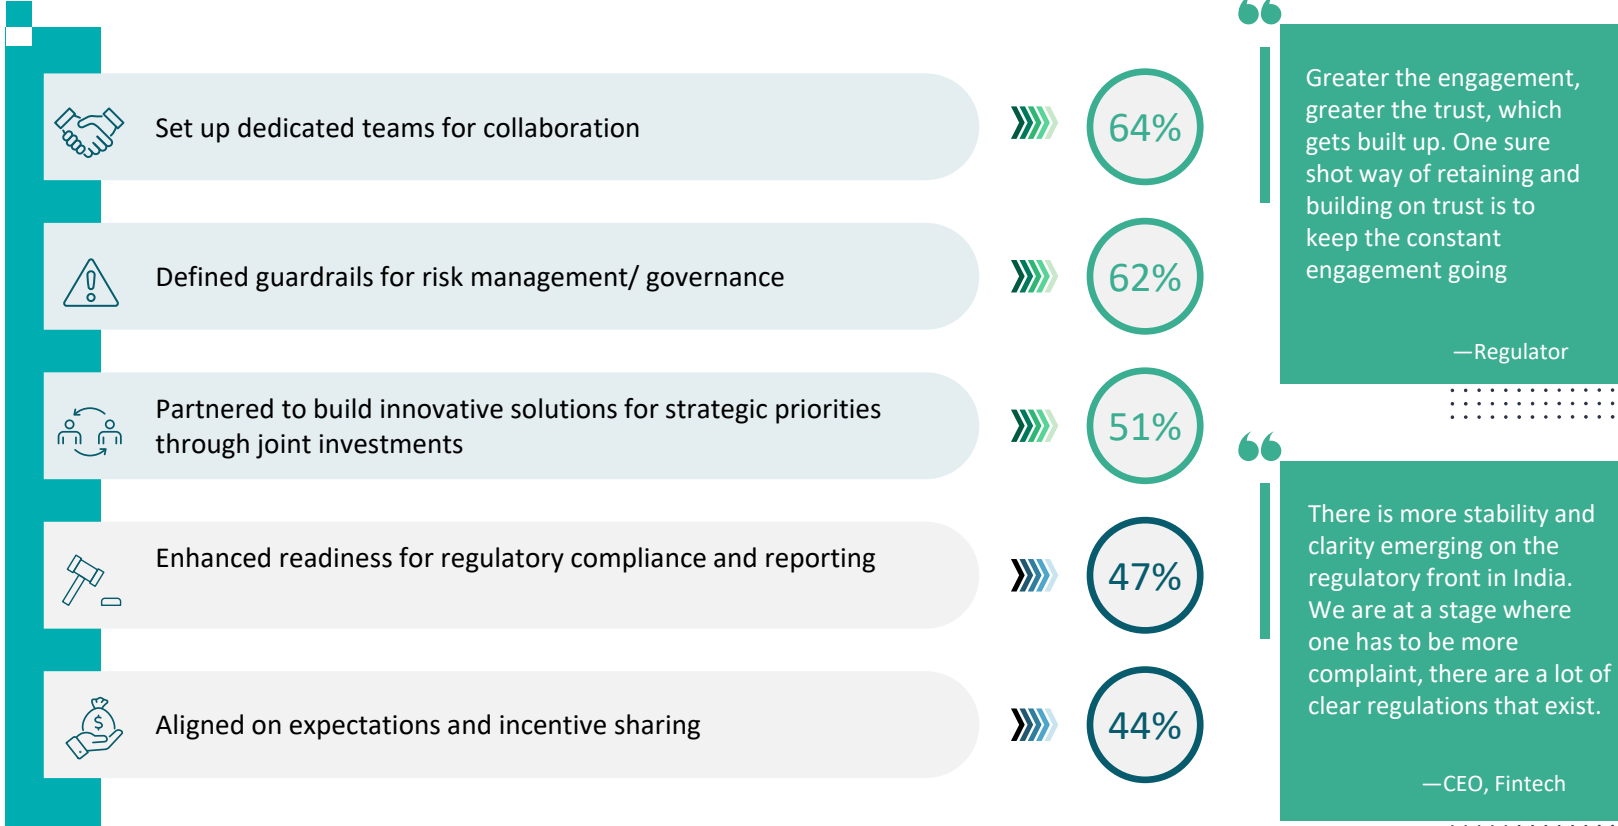 Set up dedicated teams for collaboration
64%
Defined guardrails for risk management/ governance
62%
Partnered to build innovative solutions for strategic priorities
through joint investments
51%
Enhanced readiness for regulatory compliance and reporting
47%
Aligned on expectations and incentive sharing
$
44%
Greater the engagement,
greater the trust, which
gets built up. One sure
shot way of retaining and
building on trust is to
keep the constant
engagement going
—Regulator
There is more stability and
clarity emerging on the
regulatory front in India.
We are at a stage where
one has to be more
complaint, there are a lot of
clear regulations that exist.
—CEO, Fintech